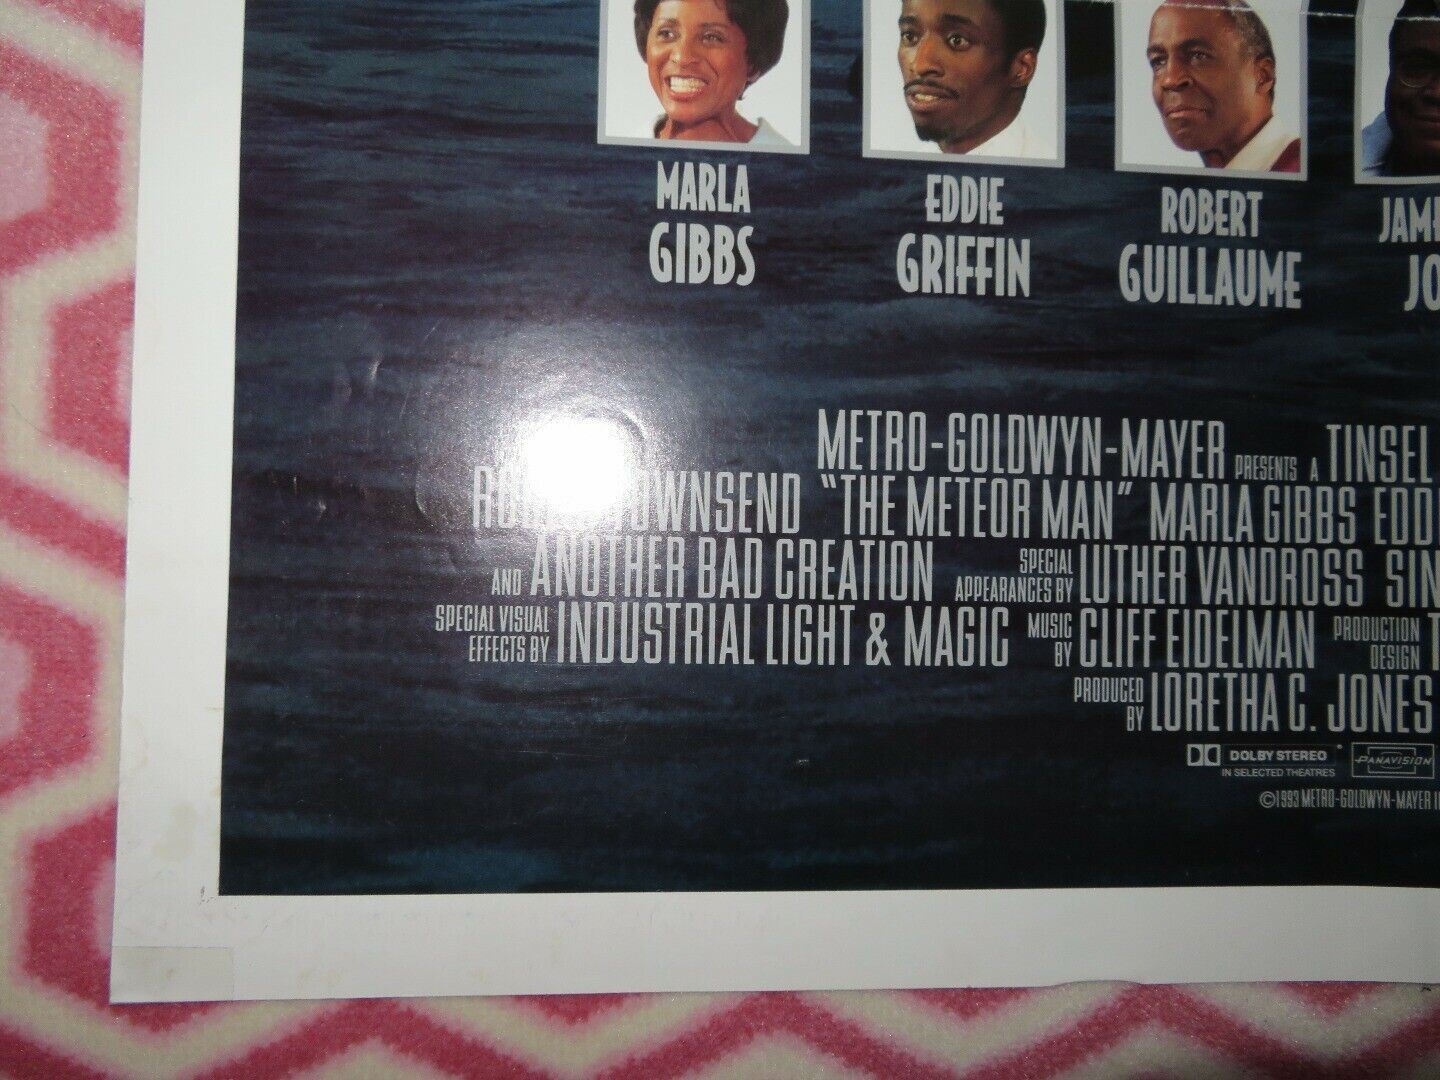 MARLA
GIBBS
EDDIE
GRIFFIN
ROBERT
GUILLAUME
METRO-GOLDWYN-MAYER PRESENTS A TINSEL
TOWNSEND "THE METEOR MAN" MARLA GIBBS
AND ANOTHER BAD CREATION SPECIAL APPEARANCES BY LUTHER VANDROSS
SPECIAL VISUAL EFFECTS BY INDUSTRIAL LIGHT & MAGIC MUSIC BY CLIFF EIDELMAN PRODUCTION DESIGN
PRODUCED BY LORETHA C. JONES
DOLBY STEREO
IN SELECTED THEATRES
PANAVISION
©1993 METRO-GOLDWYN-MAYER